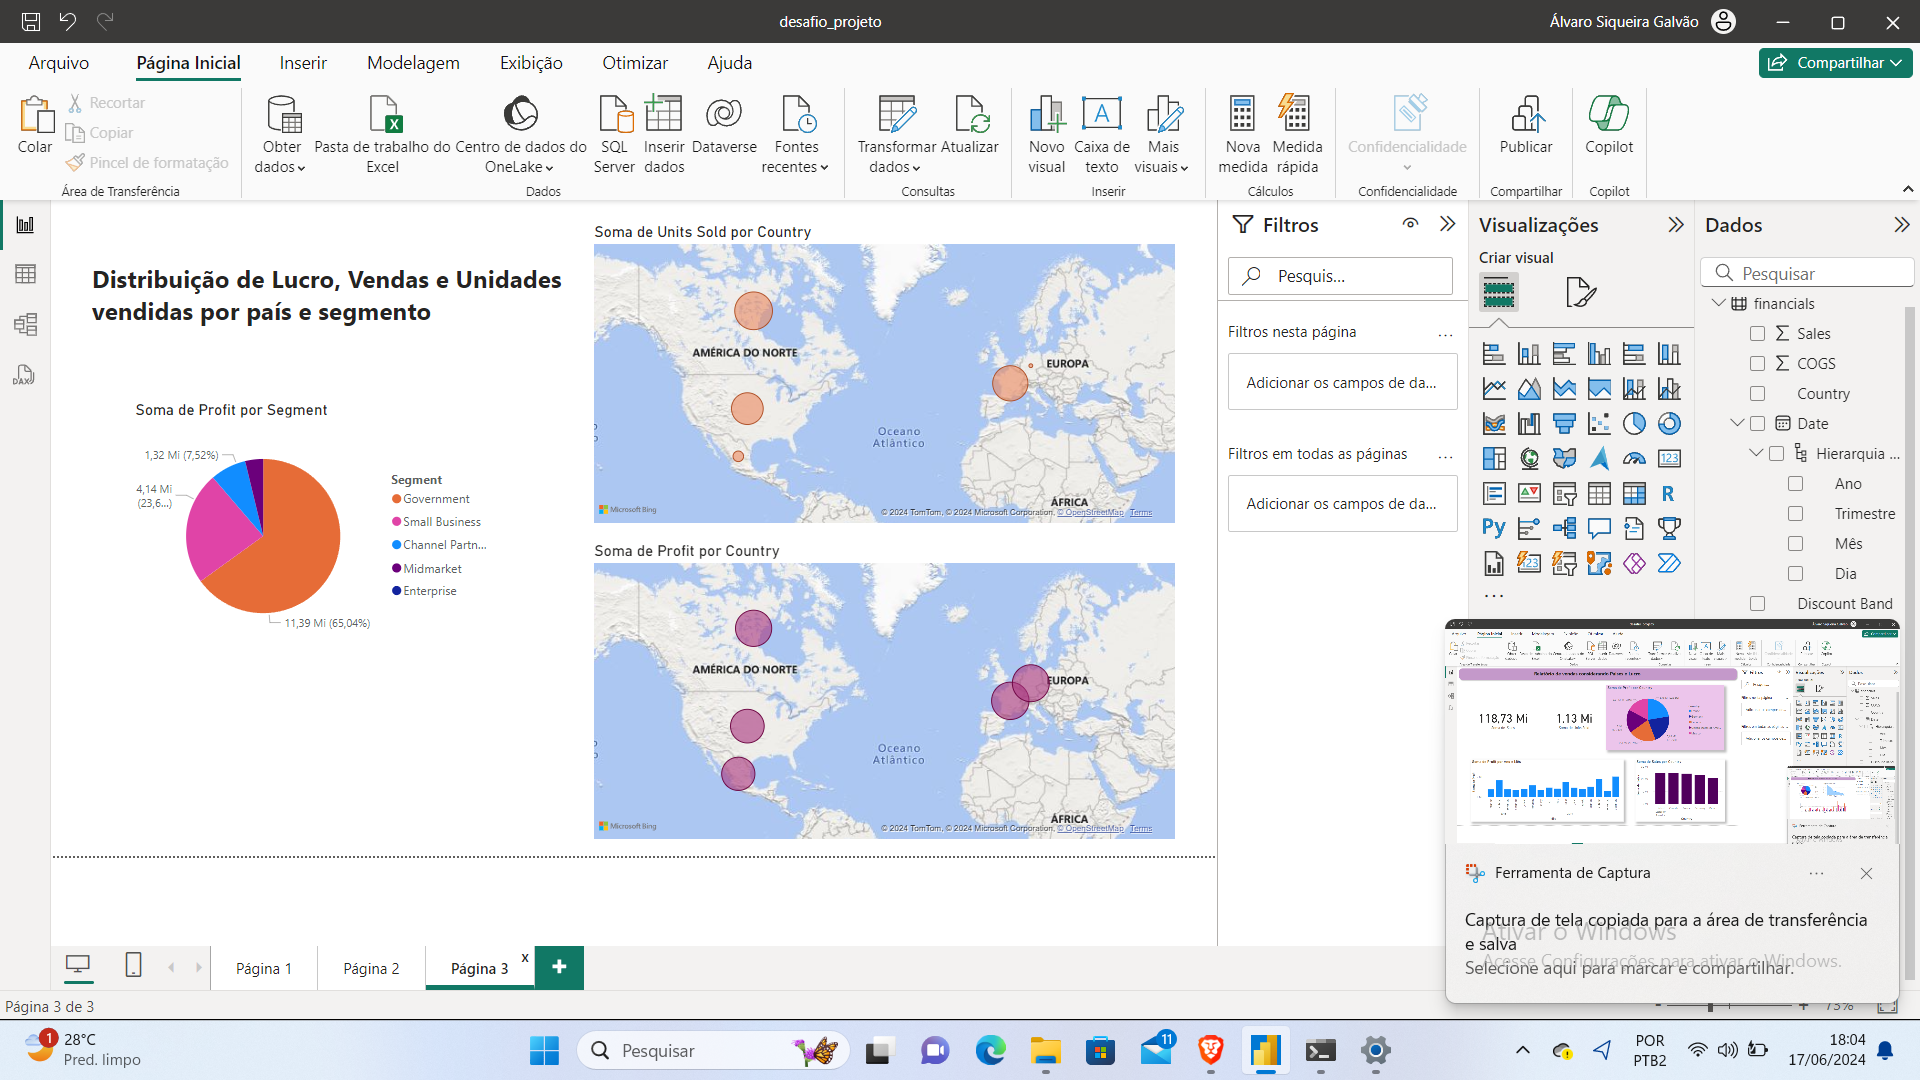 desafio_projeto
Álvaro Siqueira Galvão
Arquivo
Página Inicial
Inserir
Modelagem
Exibição
Otimizar
Ajuda
Compartilhar
Colar
Recortar
Copiar
Pincel de formatação
Área de Transferência
Obter dados
Pasta de trabalho do Excel
Centro de dados do OneLake
SQL Server
Inserir dados
Dataverse
Fontes recentes
Dados
Transformar dados
Atualizar
Consultas
Novo visual
Caixa de texto
Mais visuais
Inserir
Nova medida
Medida rápida
Cálculos
Confidencialidade
Confidencialidade
Publicar
Compartilhar
Copilot
Copilot
Distribuição de Lucro, Vendas e Unidades
vendidas por país e segmento
Soma de Profit por Segment
1,32 Mi (7,52%)
4,14 Mi
(23,6...)
11,39 Mi (65,04%)
Segment
Government
Small Business
Channel Partn...
Midmarket
Enterprise
Soma de Units Sold por Country
AMÉRICA DO NORTE
EUROPA
Oceano
Atlântico
ÁFRICA
Microsoft Bing
© 2024 TomTom, © 2024 Microsoft Corporation, © OpenStreetMap Terms
Soma de Profit por Country
AMÉRICA DO NORTE
EUROPA
Oceano
Atlântico
ÁFRICA
Microsoft Bing
© 2024 TomTom, © 2024 Microsoft Corporation, © OpenStreetMap Terms
Filtros
Pesquis...
Filtros nesta página
...
Adicionar os campos de da...
Filtros em todas as páginas
...
Adicionar os campos de da...
Visualizações
Criar visual
123
R
Py
123
...
Dados
Pesquisar
financials
Sales
COGS
Country
Date
Hierarquia ...
Ano
Trimestre
Mês
Dia
Discount Band
Relatório de vendas considerando Países e Lucro
118,73 Mi
1,13 Mi
Ferramenta de Captura
...
Captura de tela copiada para a área de transferência
e salva
Selecione aqui para marcar e compartilhar.
Ativar o Windows
Acesse Configurações para ativar o Windows.
Página 1
Página 2
Página 3
x
+
Página 3 de 3
- + 73%
1
28°C
Pred. limpo
Pesquisar
11
POR
PTB2
18:04
17/06/2024